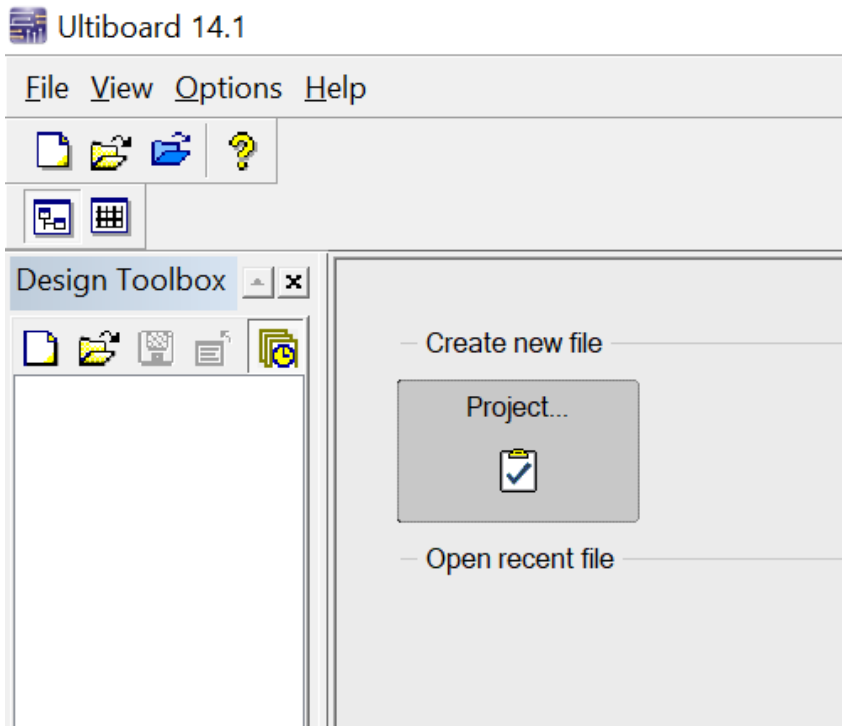 Ultiboard 14.1
File View Options Help
Design Toolbox
Create new file
Project...
Open recent file